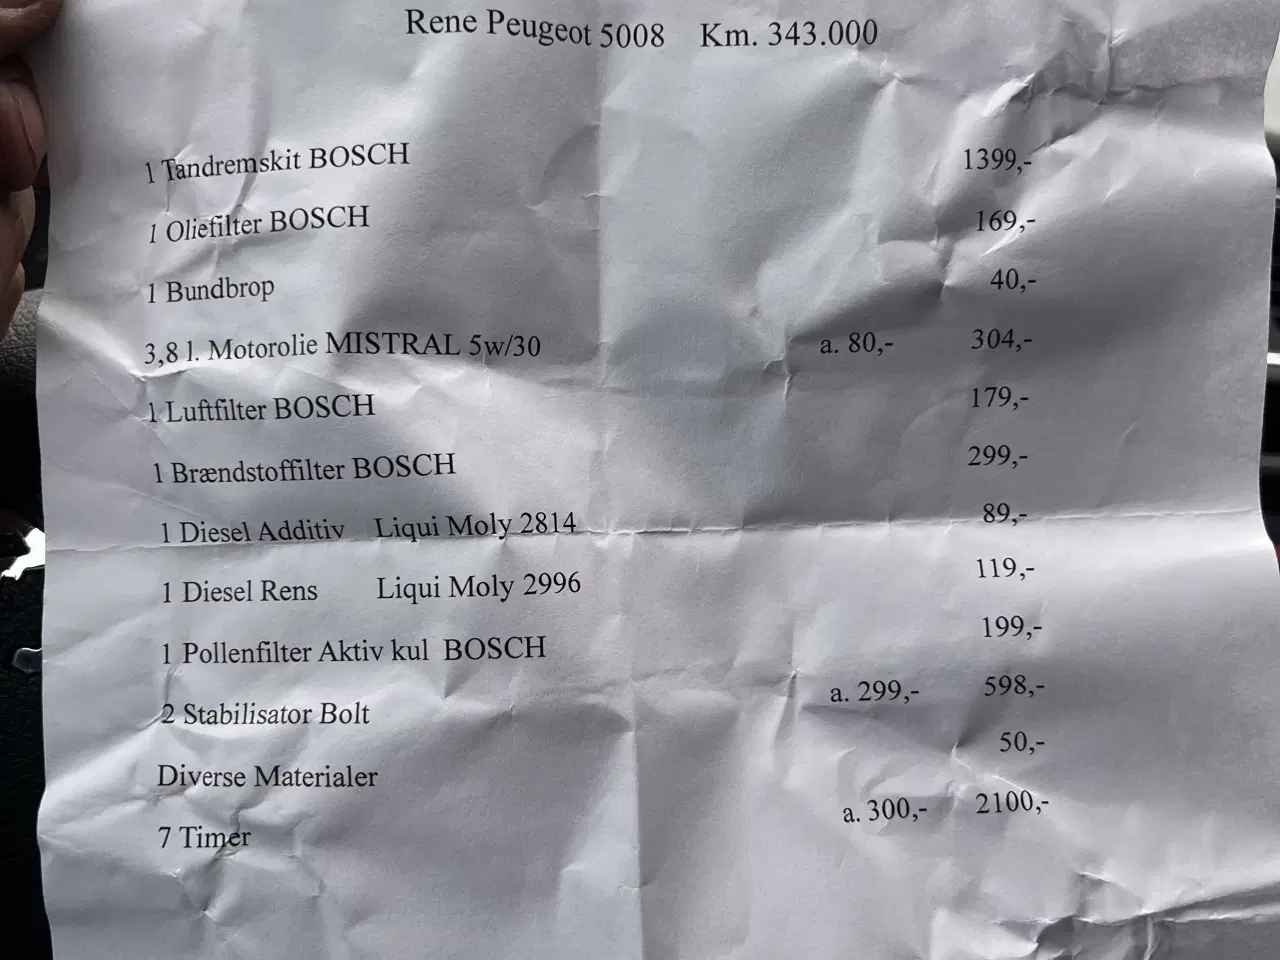 Rene Peugeot 5008 Km. 343.000
1 Tandremskit BOSCH 1399,-
1 Oliefilter BOSCH 169,-
1 Bundbrop 40,-
3,8 l. Motorolie MISTRAL 5w/30 a. 80,- 304,-
1 Luftfilter BOSCH 179,-
1 Brændstoffilter BOSCH 299,-
1 Diesel Additiv Liqui Moly 2814 89,-
1 Diesel Rens Liqui Moly 2996 119,-
1 Pollenfilter Aktiv kul BOSCH 199,-
2 Stabilisator Bolt a. 299,- 598,-
Diverse Materialer 50,-
7 Timer a. 300,- 2100,-